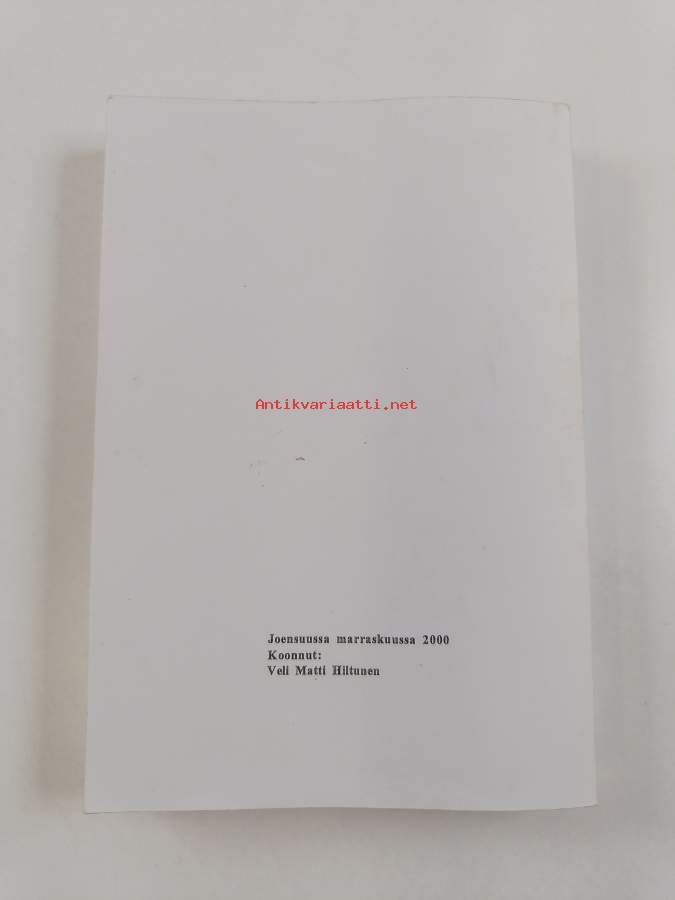 Antikvariaatti.net
Joensuussa marraskuussa 2000
Koonnut:
Veli Matti Hiltunen